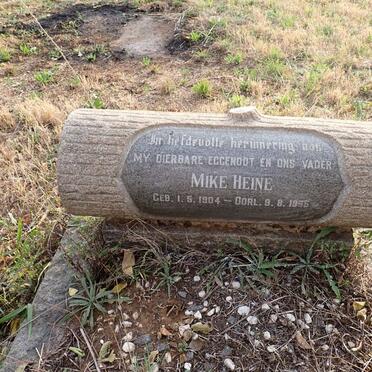 In liefdevolle herinnering aan
MY DIERBARE EGGENOOT EN ONS VADER
MIKE HEINE
GEB. 1. 5. 1904 – OORL. 9. 8. 1955